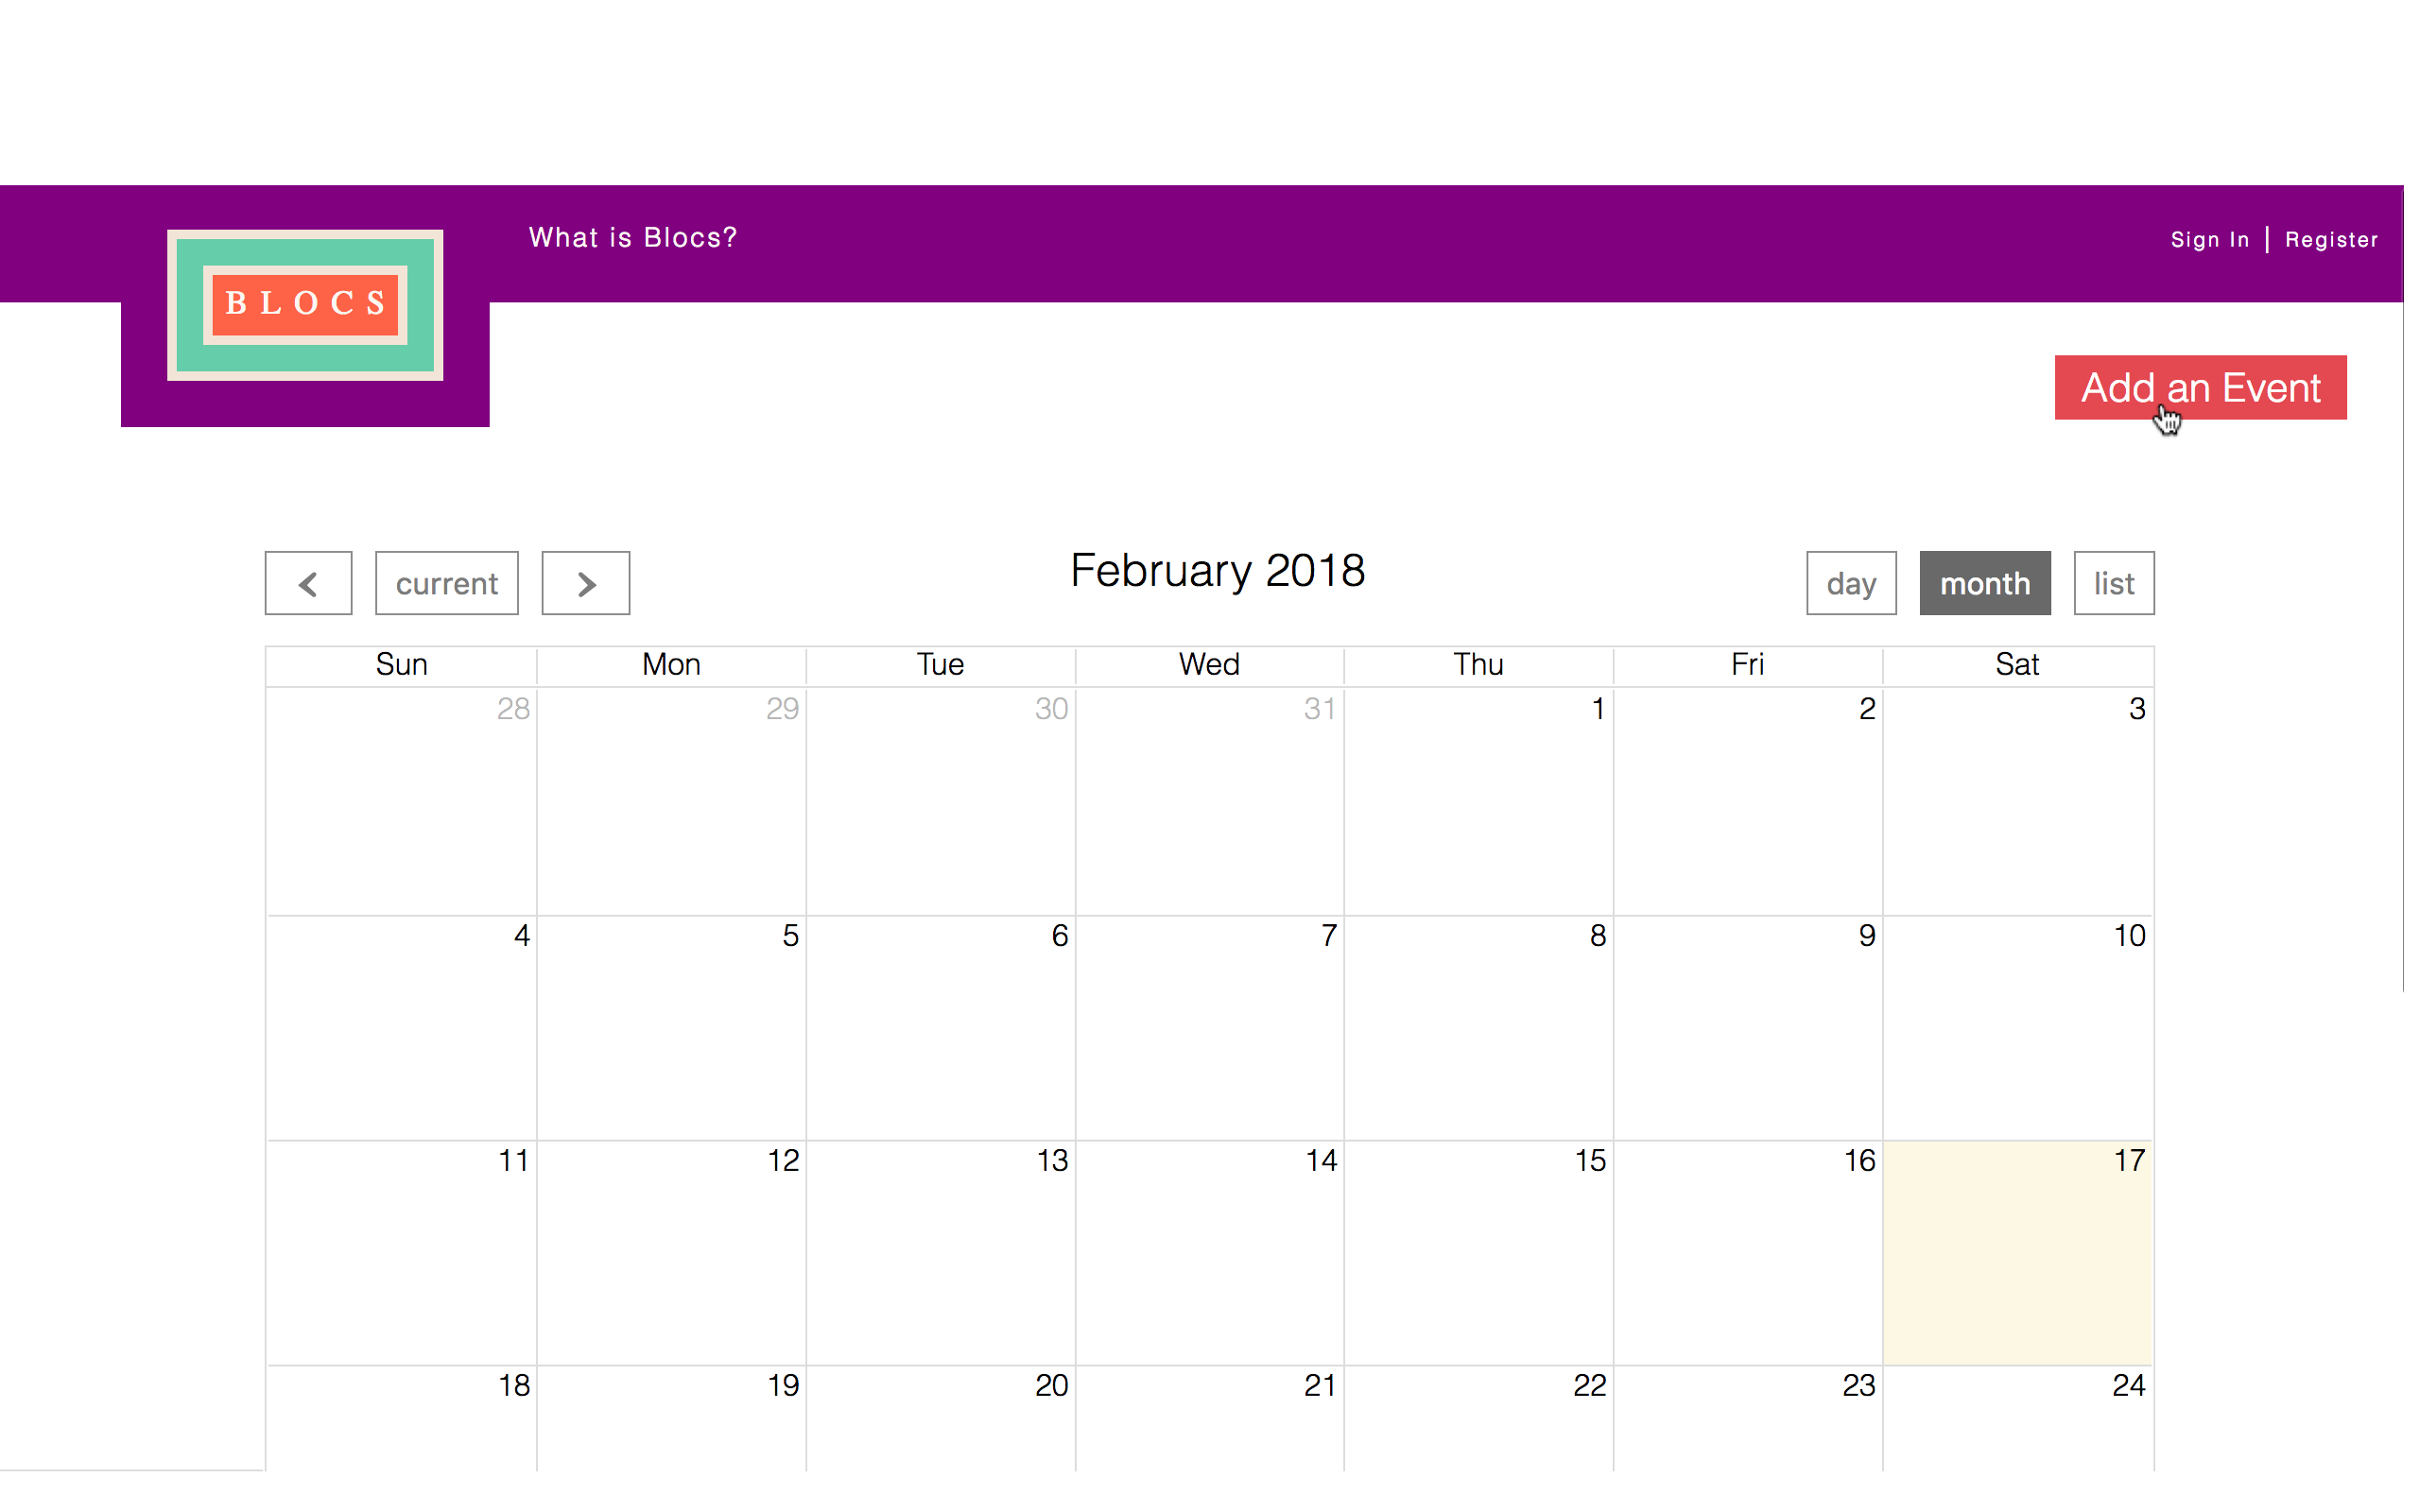 What is Blocs?
Sign In | Register
BLOCS
Add an Event
< current > February 2018 day month list
Sun Mon Tue Wed Thu Fri Sat
28 29 30 31 1 2 3
4 5 6 7 8 9 10
11 12 13 14 15 16 17
18 19 20 21 22 23 24